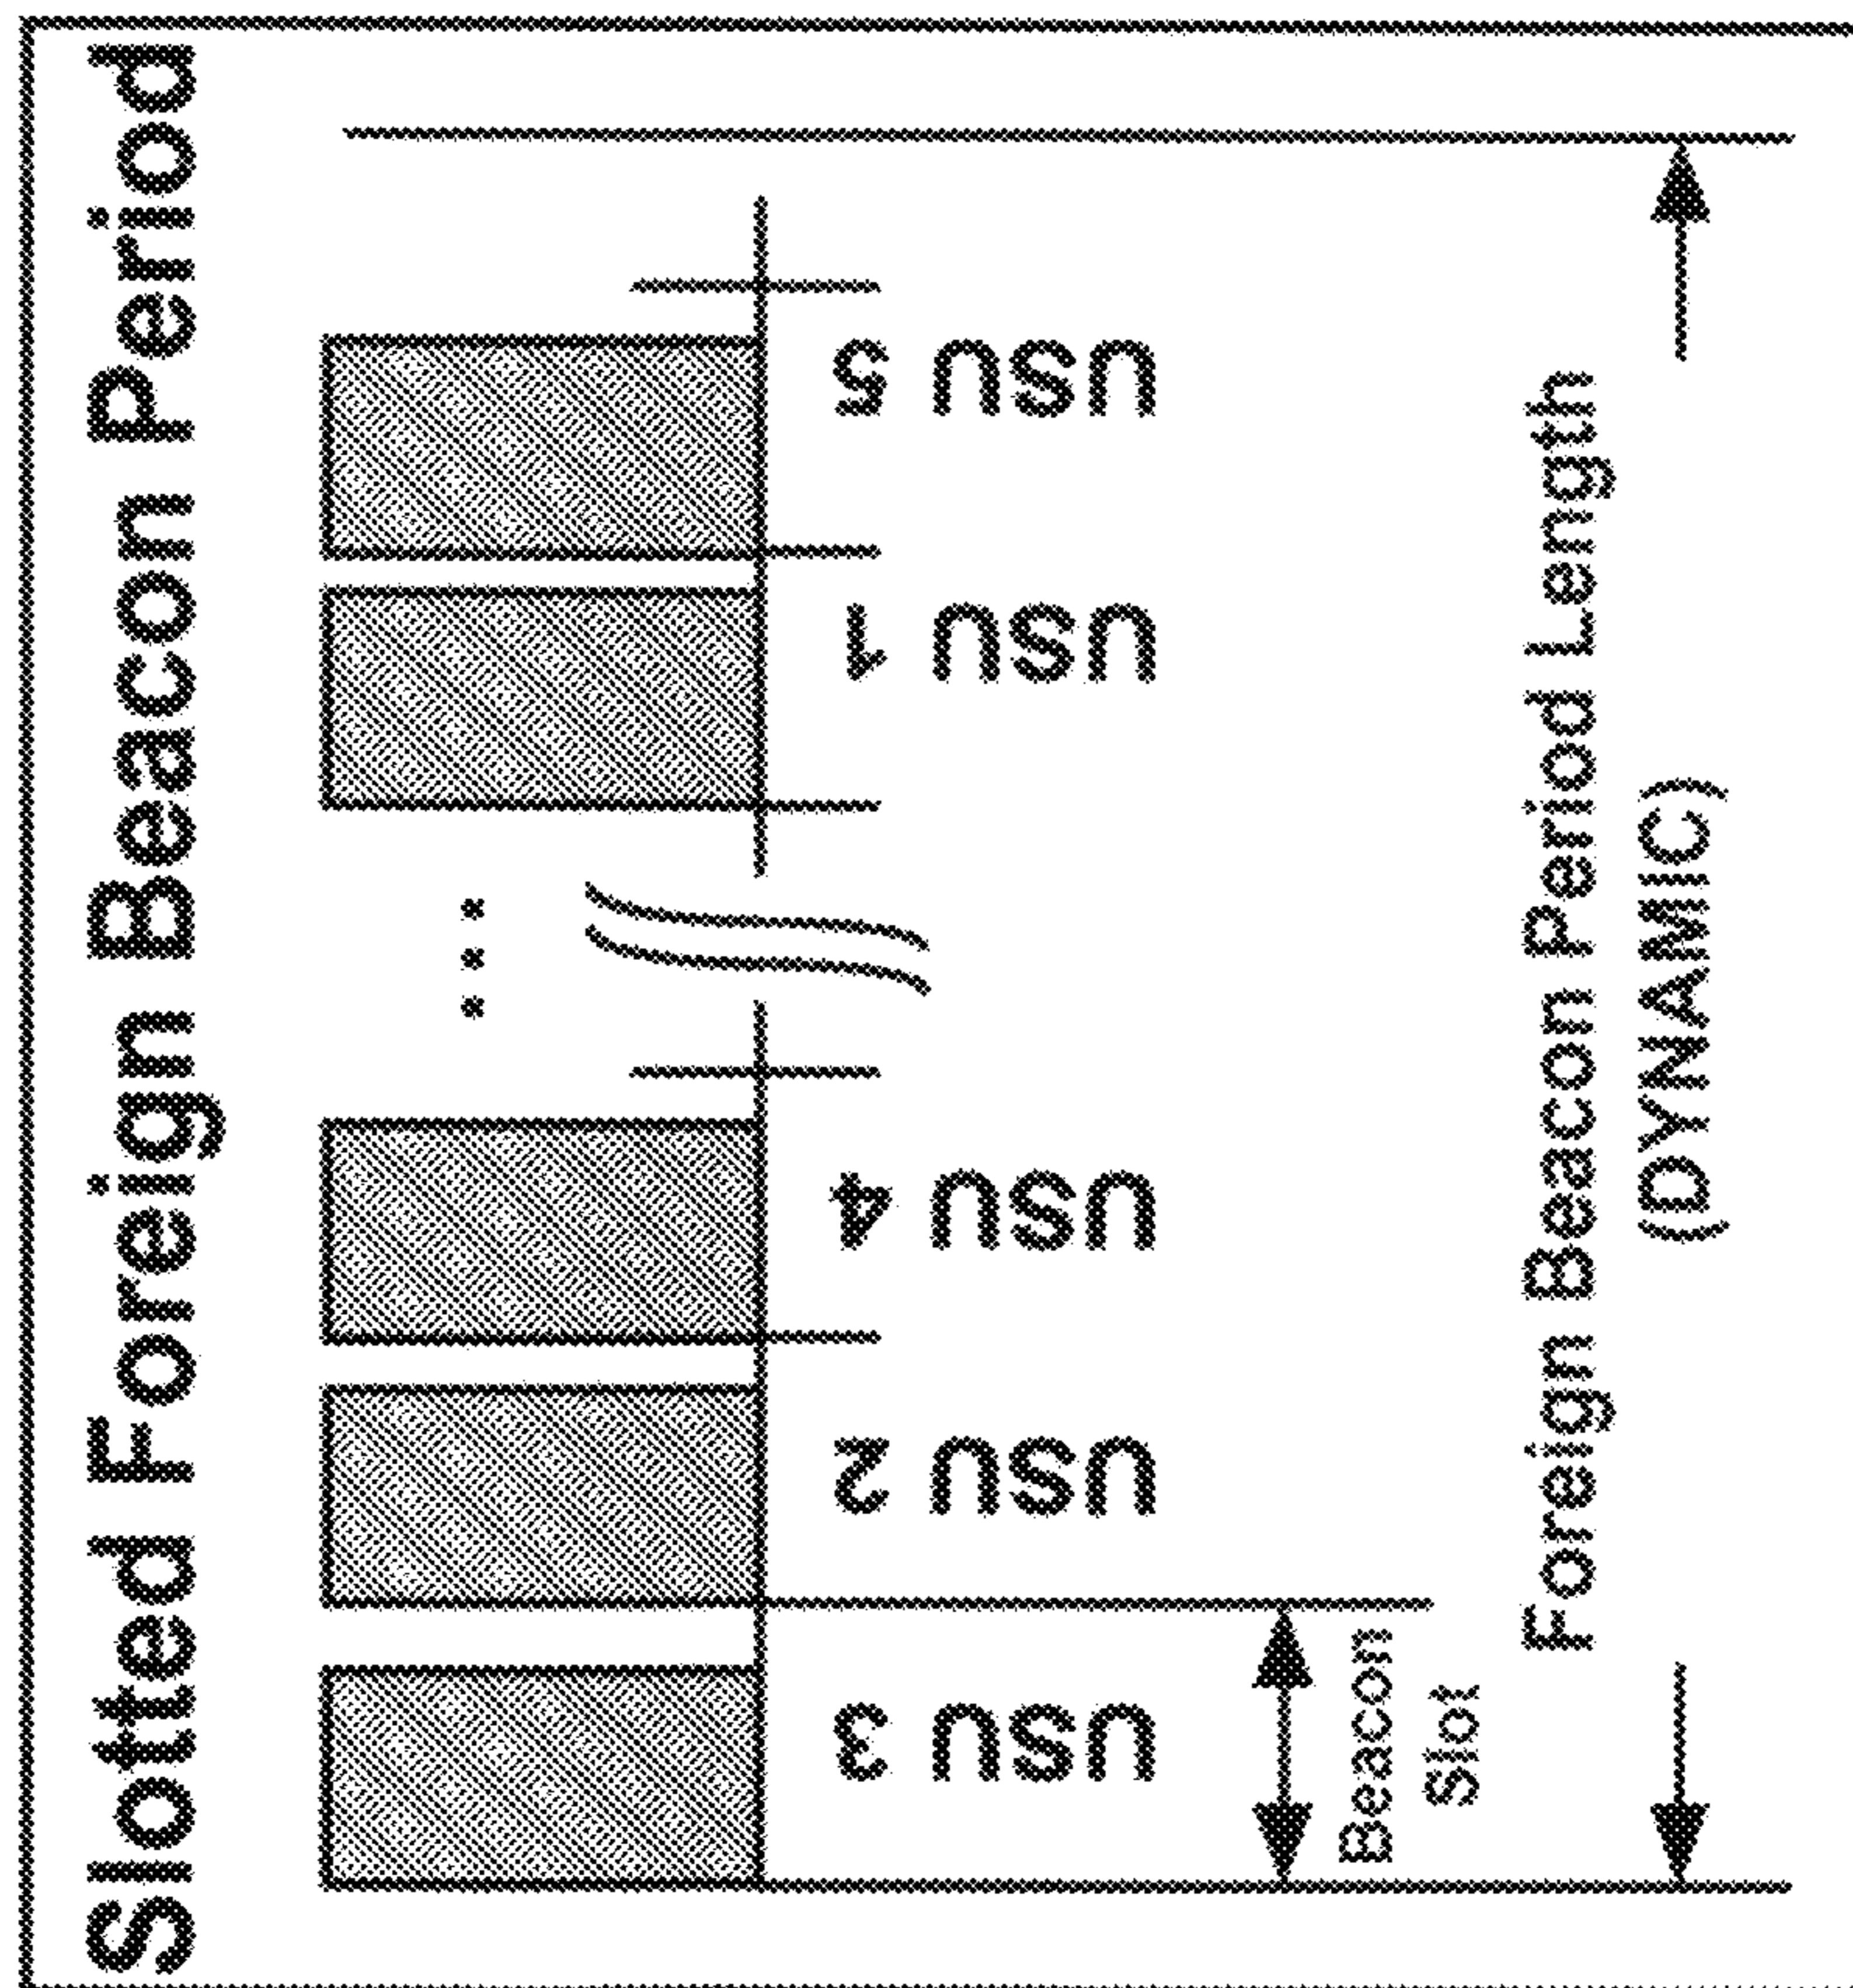 Slotted Foreign Beacon Period
...
USU 3
USU 2
USU 4
USU 1
USU 5
Beacon
Slot
Foreign Beacon Period Length
(DYNAMIC)